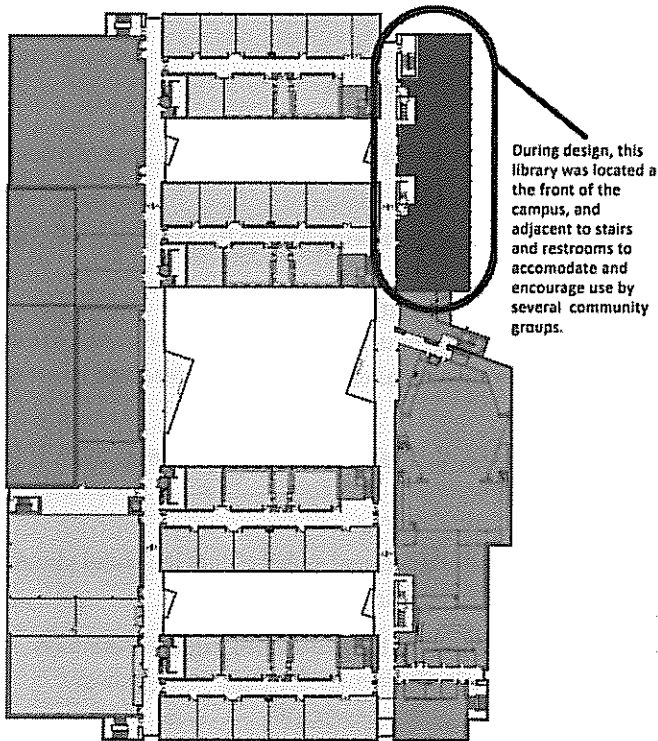 During design, this
library was located a
the front of the
campus, and
adjacent to stairs
and restrooms to
accomodate and
encourage use by
several community
groups.